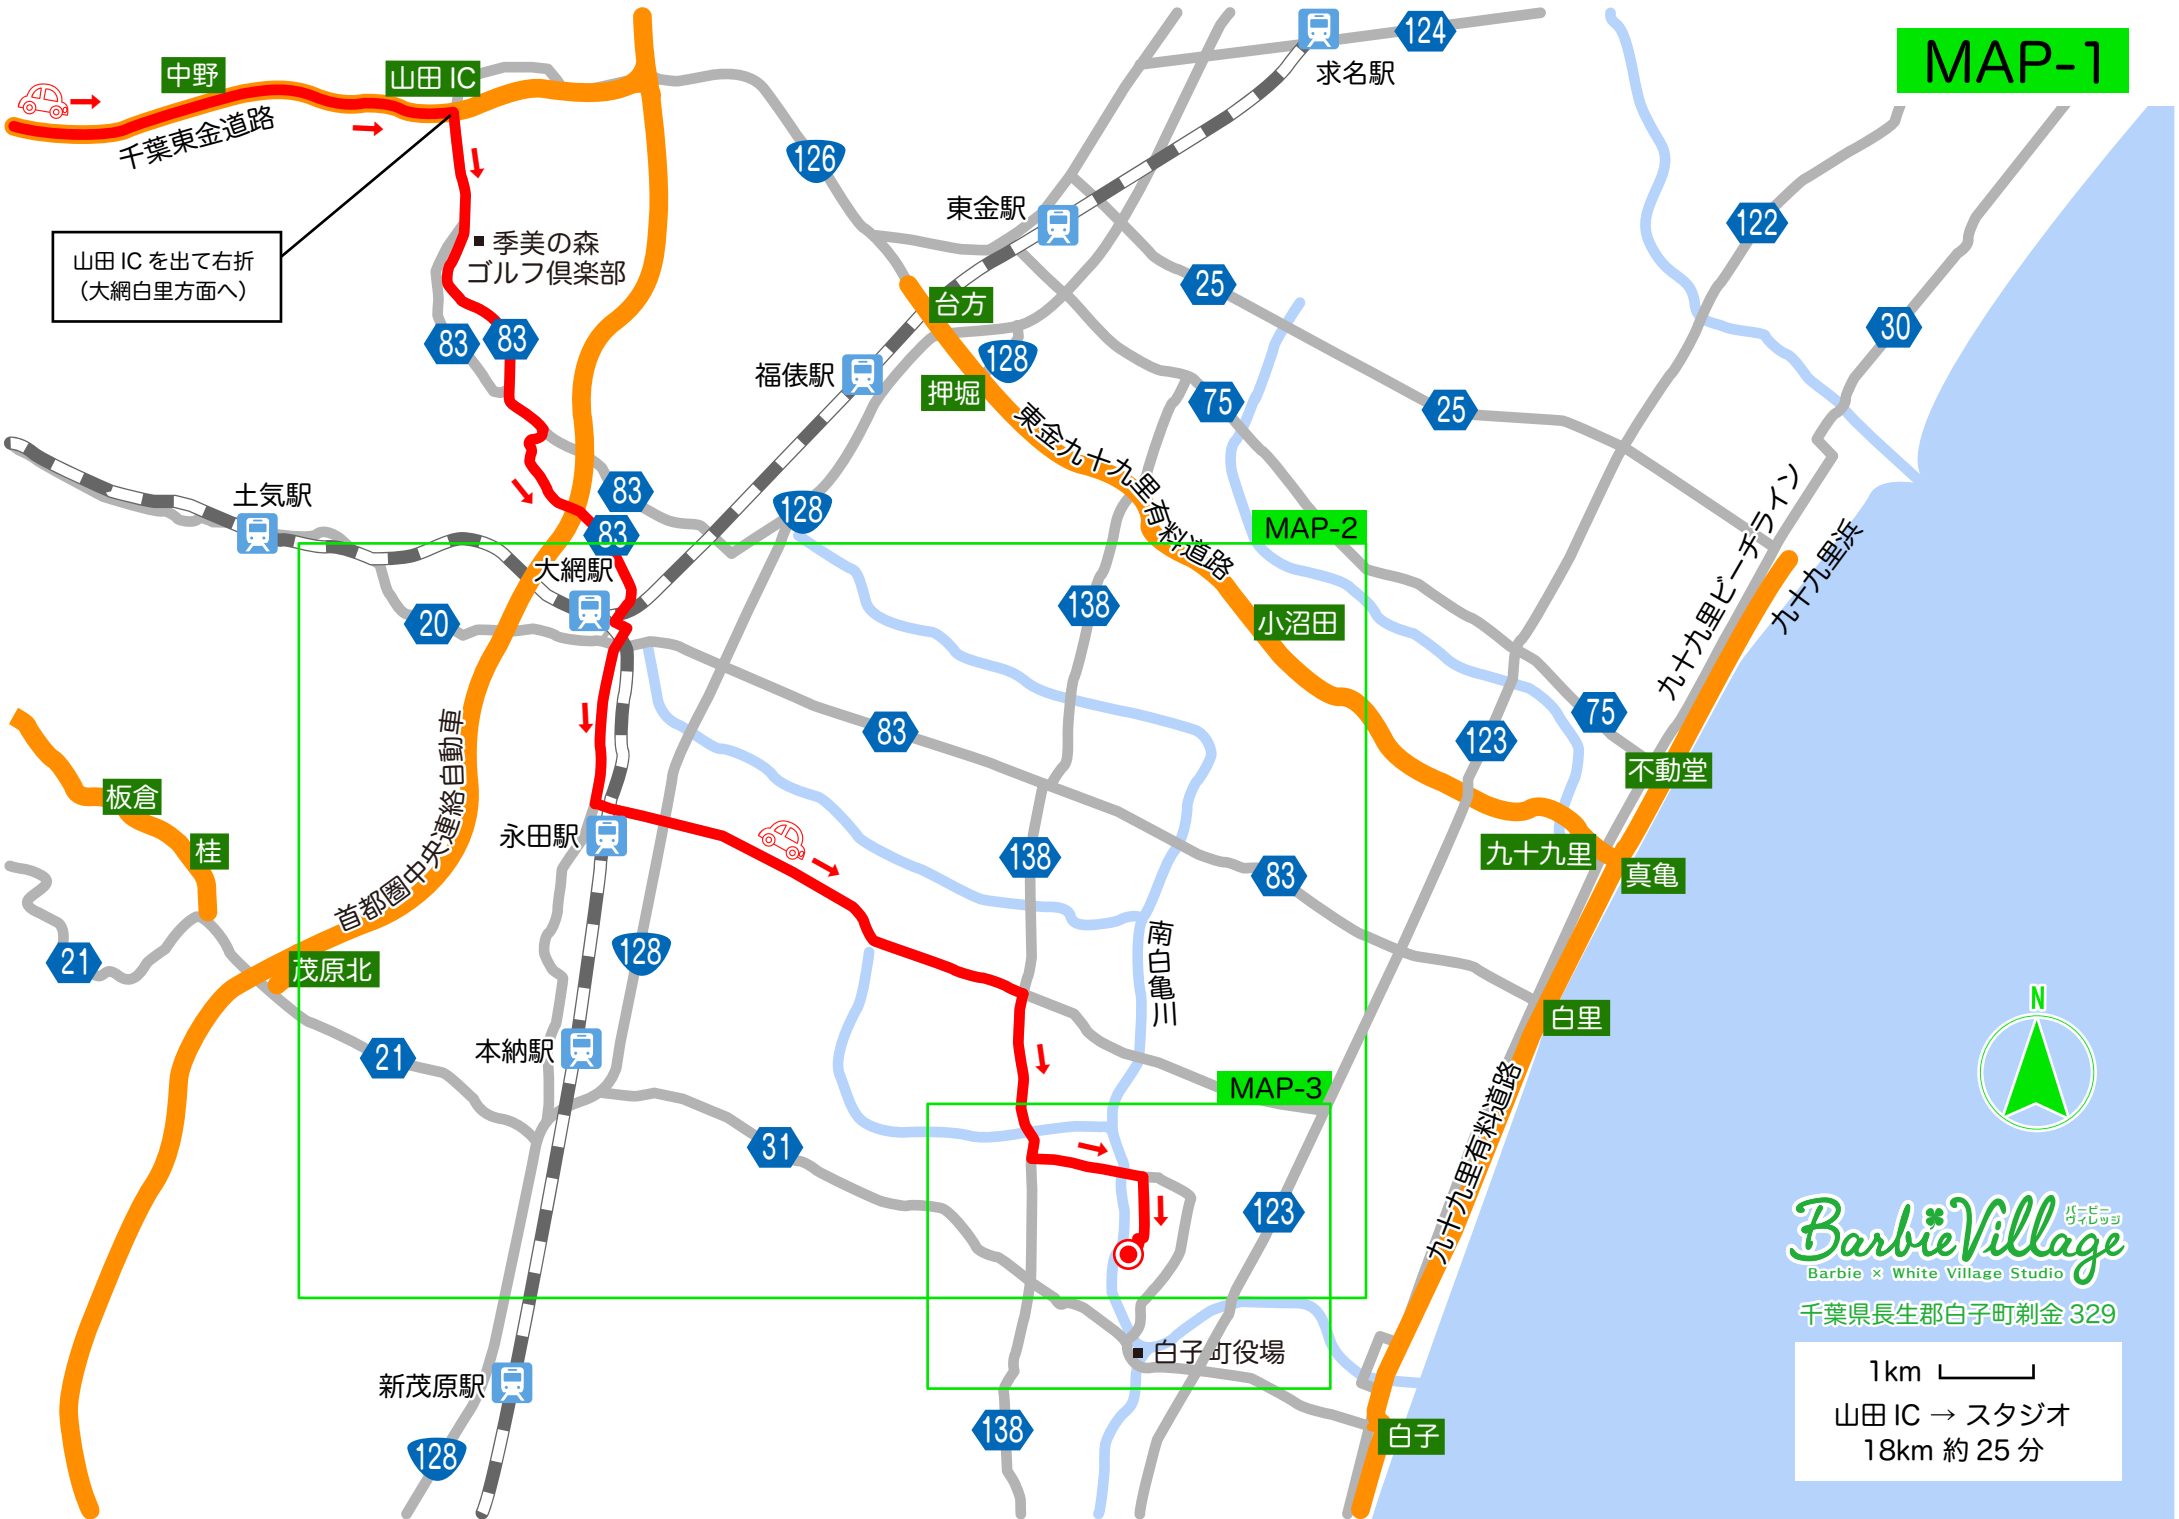 MAP-1
124
求名駅
中野
山田 IC
千葉東金道路
126
東金駅
122
山田 IC を出て右折
（大網白里方面へ）
季美の森
ゴルフ倶楽部
25
台方
30
83
83
128
福俵駅
押堀
75
25
東金九十九里有料道路
土気駅
83
128
83
MAP-2
九十九里ビーチライン
九十九里浜
大網駅
20
138
小沼田
83
123
75
不動堂
首都圏中央連絡自動車
板倉
永田駅
桂
138
83
九十九里
真亀
21
128
南白亀川
茂原北
白里
N
21
本納駅
MAP-3
九十九里有料道路
31
123
Barbie Village
バービー
ヴィレッジ
Barbie × White Village Studio
千葉県長生郡白子町剃金 329
白子町役場
新茂原駅
1km
138
白子
山田 IC → スタジオ
128
18km 約 25 分